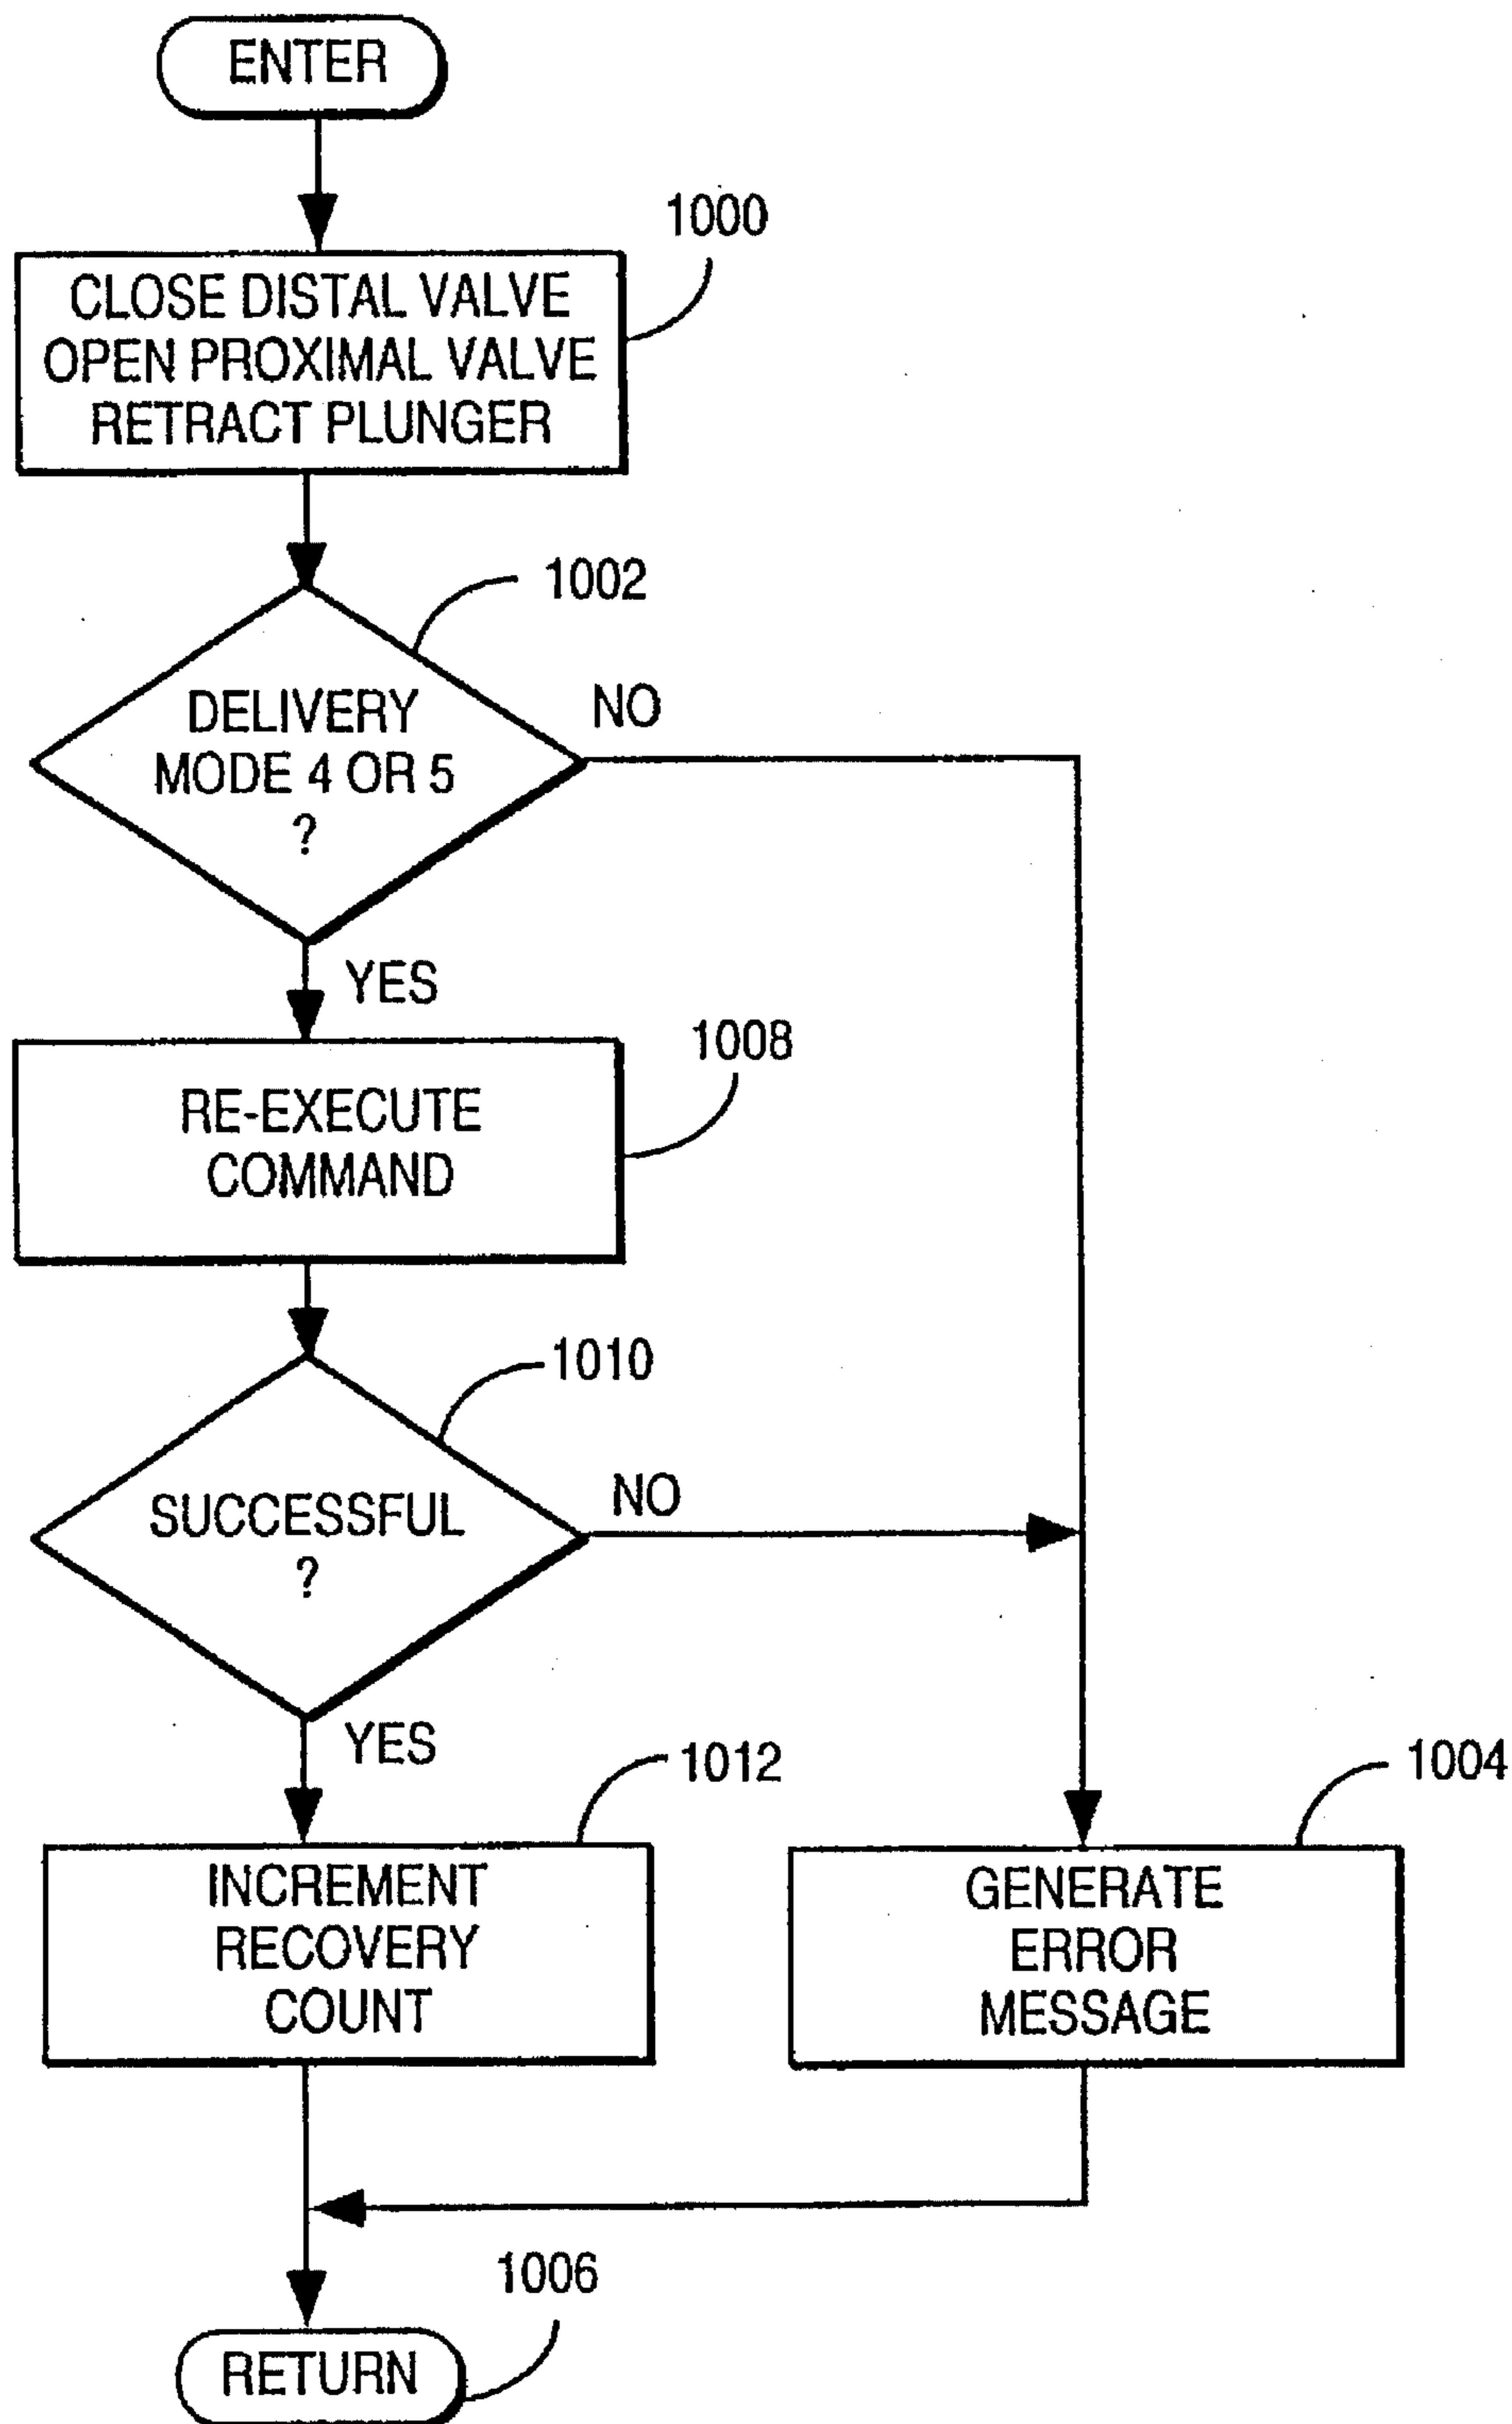 ENTER
1000
CLOSE DISTAL VALVE
OPEN PROXIMAL VALVE
RETRACT PLUNGER
1002
DELIVERY
MODE 4 OR 5
?
NO
YES
1008
RE-EXECUTE
COMMAND
1010
SUCCESSFUL
?
NO
YES
1012
INCREMENT
RECOVERY
COUNT
1004
GENERATE
ERROR
MESSAGE
1006
RETURN